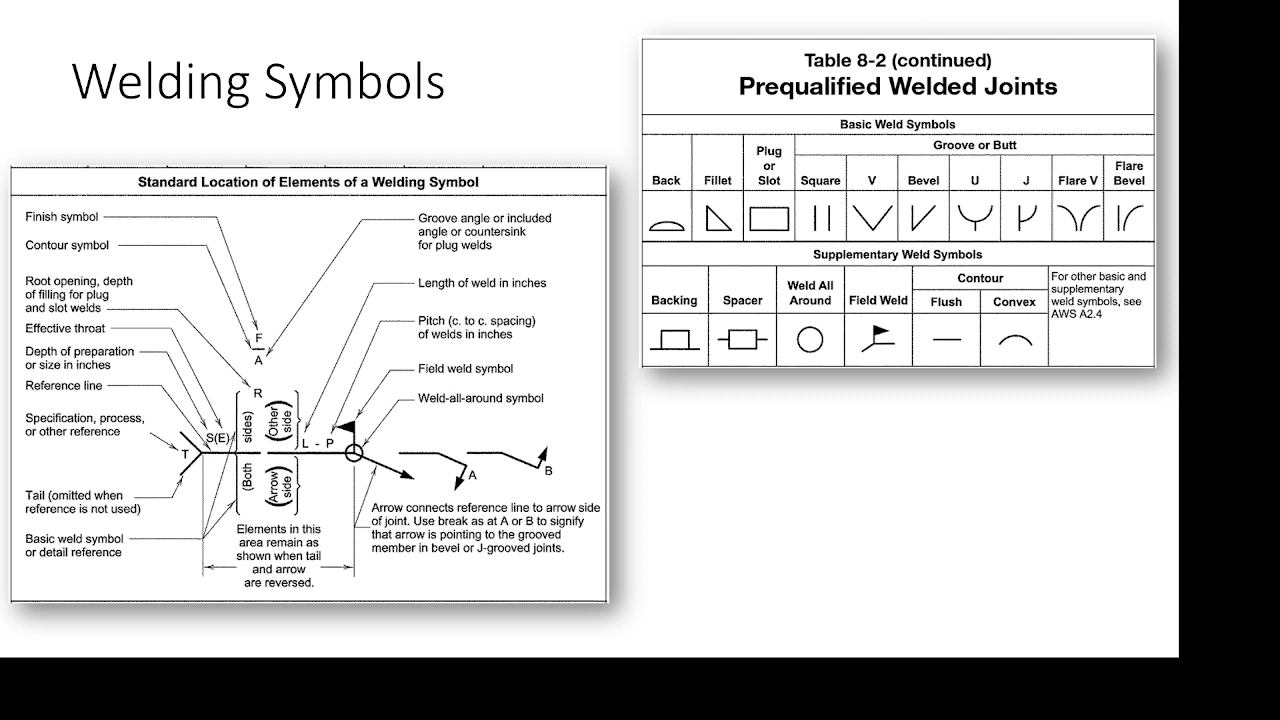 Welding Symbols
Standard Location of Elements of a Welding Symbol
Finish symbol
Contour symbol
Root opening, depth
of filling for plug
and slot welds
Effective throat
Depth of preparation
or size in inches
Reference line
Specification, process,
or other reference
Tail (omitted when
reference is not used)
Basic weld symbol
or detail reference
Groove angle or included
angle or countersink
for plug welds
Length of weld in inches
Pitch (c. to c. spacing)
of welds in inches
Field weld symbol
Weld-all-around symbol
F
A
R
S(E)
T
(Both
sides)
(Other
side)
(Arrow
side)
L - P
A
B
Elements in this
area remain as
shown when tail
and arrow
are reversed.
Arrow connects reference line to arrow side
of joint. Use break as at A or B to signify
that arrow is pointing to the grooved
member in bevel or J-grooved joints.
Table 8-2 (continued)
Prequalified Welded Joints
Basic Weld Symbols
Back
Fillet
Plug
or
Slot
Groove or Butt
Square
V
Bevel
U
J
Flare V
Flare
Bevel
Supplementary Weld Symbols
Backing
Spacer
Weld All
Around
Field Weld
Contour
Flush
Convex
For other basic and
supplementary
weld symbols, see
AWS A2.4